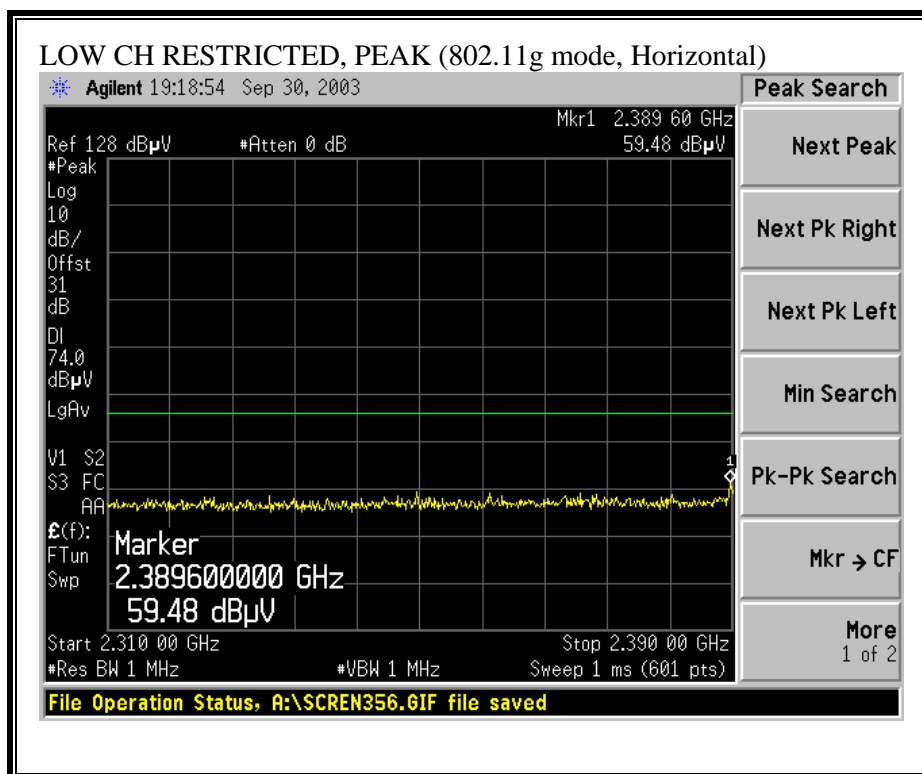 LOW CH RESTRICTED, PEAK (802.11g mode, Horizontal)
Agilent 19:18:54 Sep 30, 2003
Peak Search
Mkr1 2.389 60 GHz
Ref 128 dBµV #Atten 0 dB 59.48 dBµV
Next Peak
#Peak
Log
10
dB/
Offst
31
dB
DI
74.0
dBµV
LgAv
Next Pk Right
Next Pk Left
Min Search
1
V1 S2
S3 FC
AA
Pk-Pk Search
£(f):
FTun
Swp
Marker
2.389600000 GHz
59.48 dBµV
Mkr → CF
Start 2.310 00 GHz Stop 2.390 00 GHz
#Res BW 1 MHz #VBW 1 MHz Sweep 1 ms (601 pts)
More
1 of 2
File Operation Status, A:\SCREN356.GIF file saved